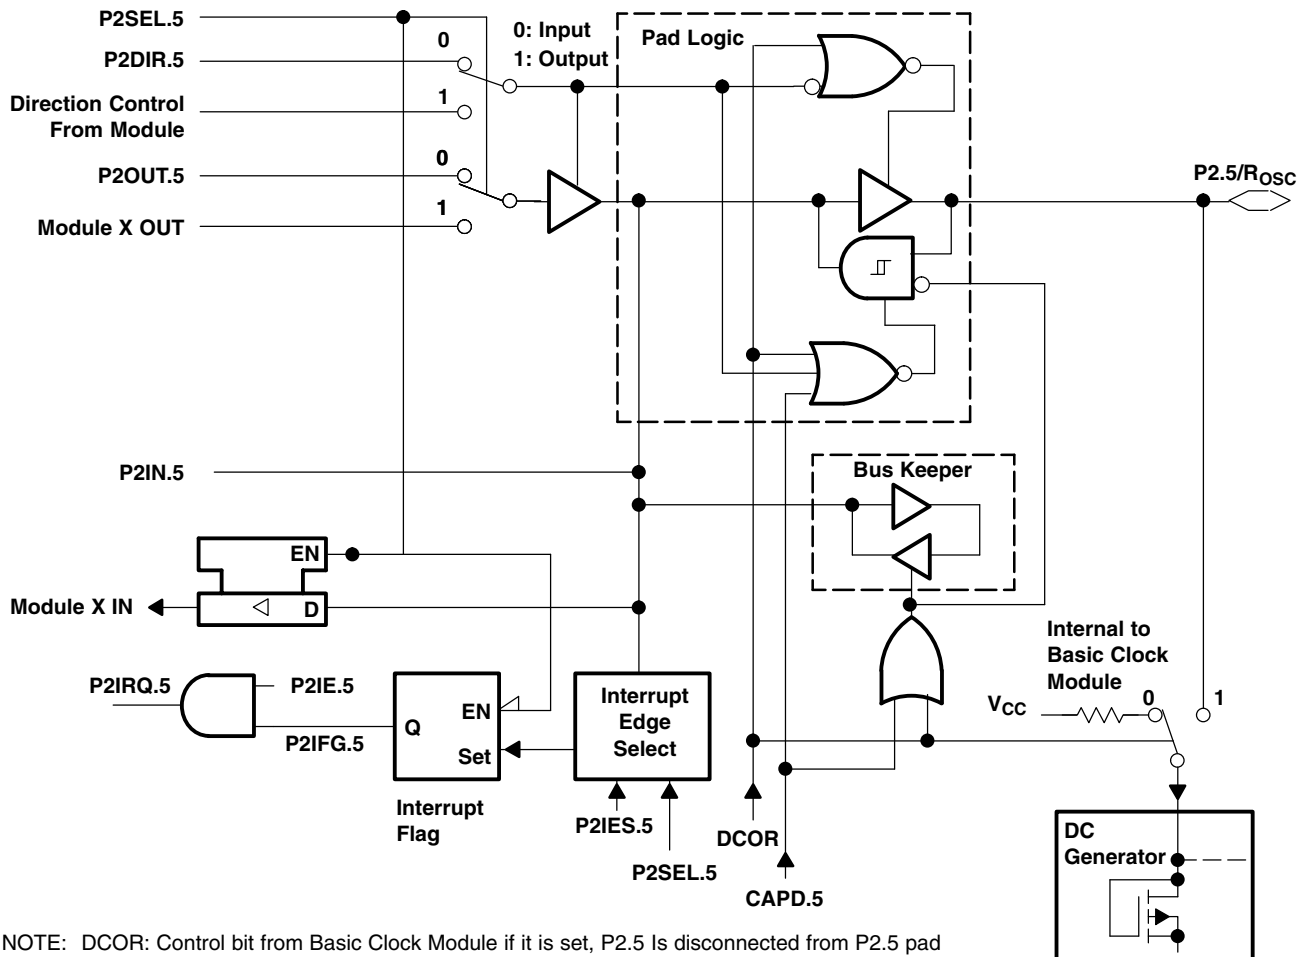 P2SEL.5
0: Input
1: Output
Pad Logic
0
P2DIR.5
1
Direction Control
From Module
0
P2OUT.5
P2.5/ROSC
1
Module X OUT
P2IN.5
Bus Keeper
EN
Module X IN
D
Internal to
Basic Clock
Module
P2IRQ.5
P2IE.5
EN
Interrupt
Edge
Select
VCC
0
1
Q
P2IFG.5
Set
Interrupt
Flag
P2IES.5
DCOR
DC
Generator
P2SEL.5
CAPD.5
NOTE: DCOR: Control bit from Basic Clock Module if it is set, P2.5 Is disconnected from P2.5 pad